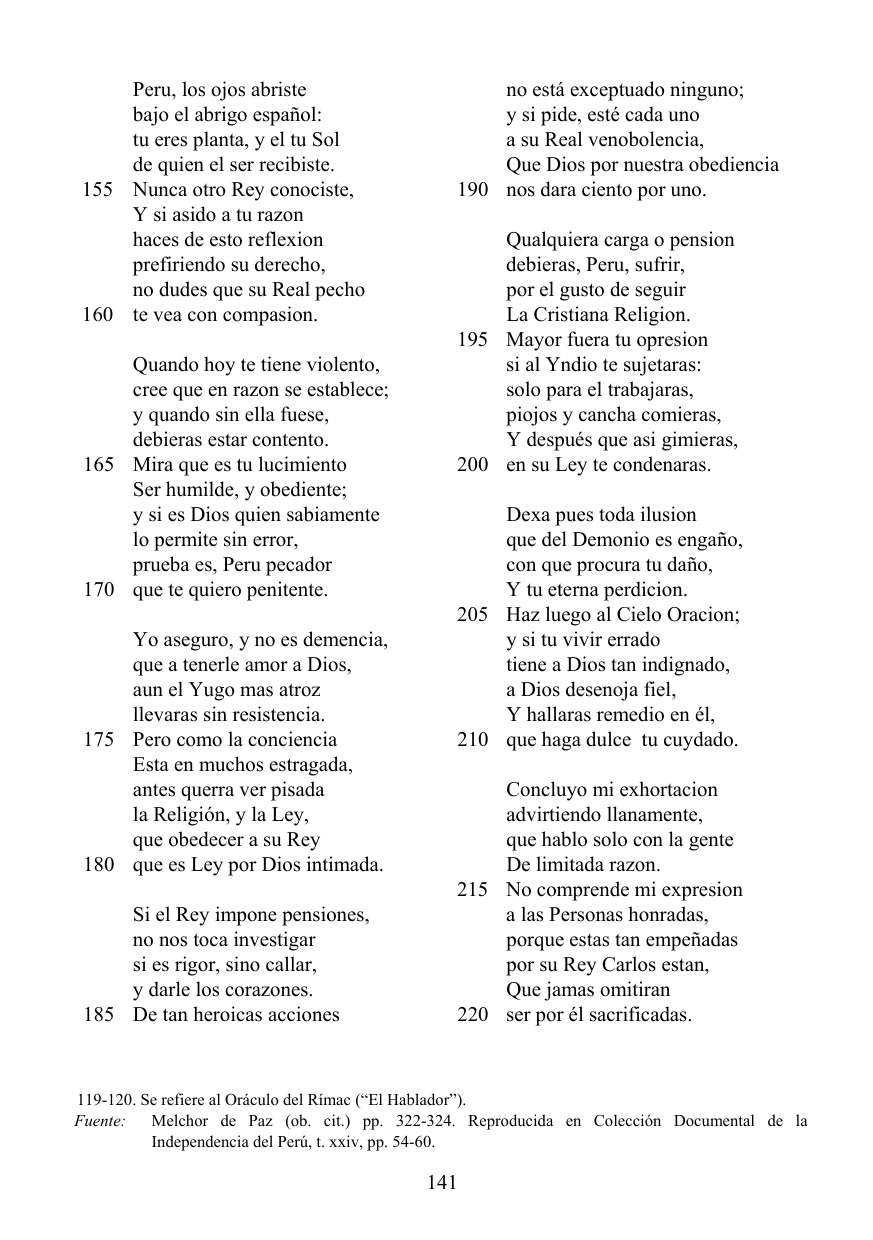 Peru, los ojos abriste
bajo el abrigo español:
tu eres planta, y el tu Sol
de quien el ser recibiste.
155 Nunca otro Rey conociste,
Y si asido a tu razon
haces de esto reflexion
prefiriendo su derecho,
no dudes que su Real pecho
160 te vea con compasion.

Quando hoy te tiene violento,
cree que en razon se establece;
y quando sin ella fuese,
debieras estar contento.
165 Mira que es tu lucimiento
Ser humilde, y obediente;
y si es Dios quien sabiamente
lo permite sin error,
prueba es, Peru pecador
170 que te quiero penitente.

Yo aseguro, y no es demencia,
que a tenerle amor a Dios,
aun el Yugo mas atroz
llevaras sin resistencia.
175 Pero como la conciencia
Esta en muchos estragada,
antes querra ver pisada
la Religión, y la Ley,
que obedecer a su Rey
180 que es Ley por Dios intimada.

Si el Rey impone pensiones,
no nos toca investigar
si es rigor, sino callar,
y darle los corazones.
185 De tan heroicas acciones
no está exceptuado ninguno;
y si pide, esté cada uno
a su Real venobolencia,
Que Dios por nuestra obediencia
190 nos dara ciento por uno.

Qualquiera carga o pension
debieras, Peru, sufrir,
por el gusto de seguir
La Cristiana Religion.
195 Mayor fuera tu opresion
si al Yndio te sujetaras:
solo para el trabajaras,
piojos y cancha comieras,
Y después que asi gimieras,
200 en su Ley te condenaras.

Dexa pues toda ilusion
que del Demonio es engaño,
con que procura tu daño,
Y tu eterna perdicion.
205 Haz luego al Cielo Oracion;
y si tu vivir errado
tiene a Dios tan indignado,
a Dios desenoja fiel,
Y hallaras remedio en él,
210 que haga dulce tu cuydado.

Concluyo mi exhortacion
advirtiendo llanamente,
que hablo solo con la gente
De limitada razon.
215 No comprende mi expresion
a las Personas honradas,
porque estas tan empeñadas
por su Rey Carlos estan,
Que jamas omitiran
220 ser por él sacrificadas.

119-120. Se refiere al Oráculo del Rímac (“El Hablador”).
Fuente: Melchor de Paz (ob. cit.) pp. 322-324. Reproducida en Colección Documental de la
Independencia del Perú, t. xxiv, pp. 54-60.

141